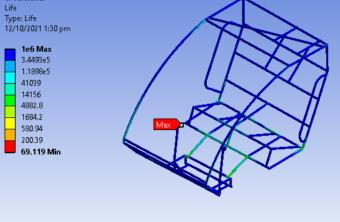 Life
Type: Life
12/10/2021 1:30 pm
1e6 Max
3.4493e5
1.1898e5
41039
14156
4882.8
1684.2
580.94
200.39
69.119 Min
Max